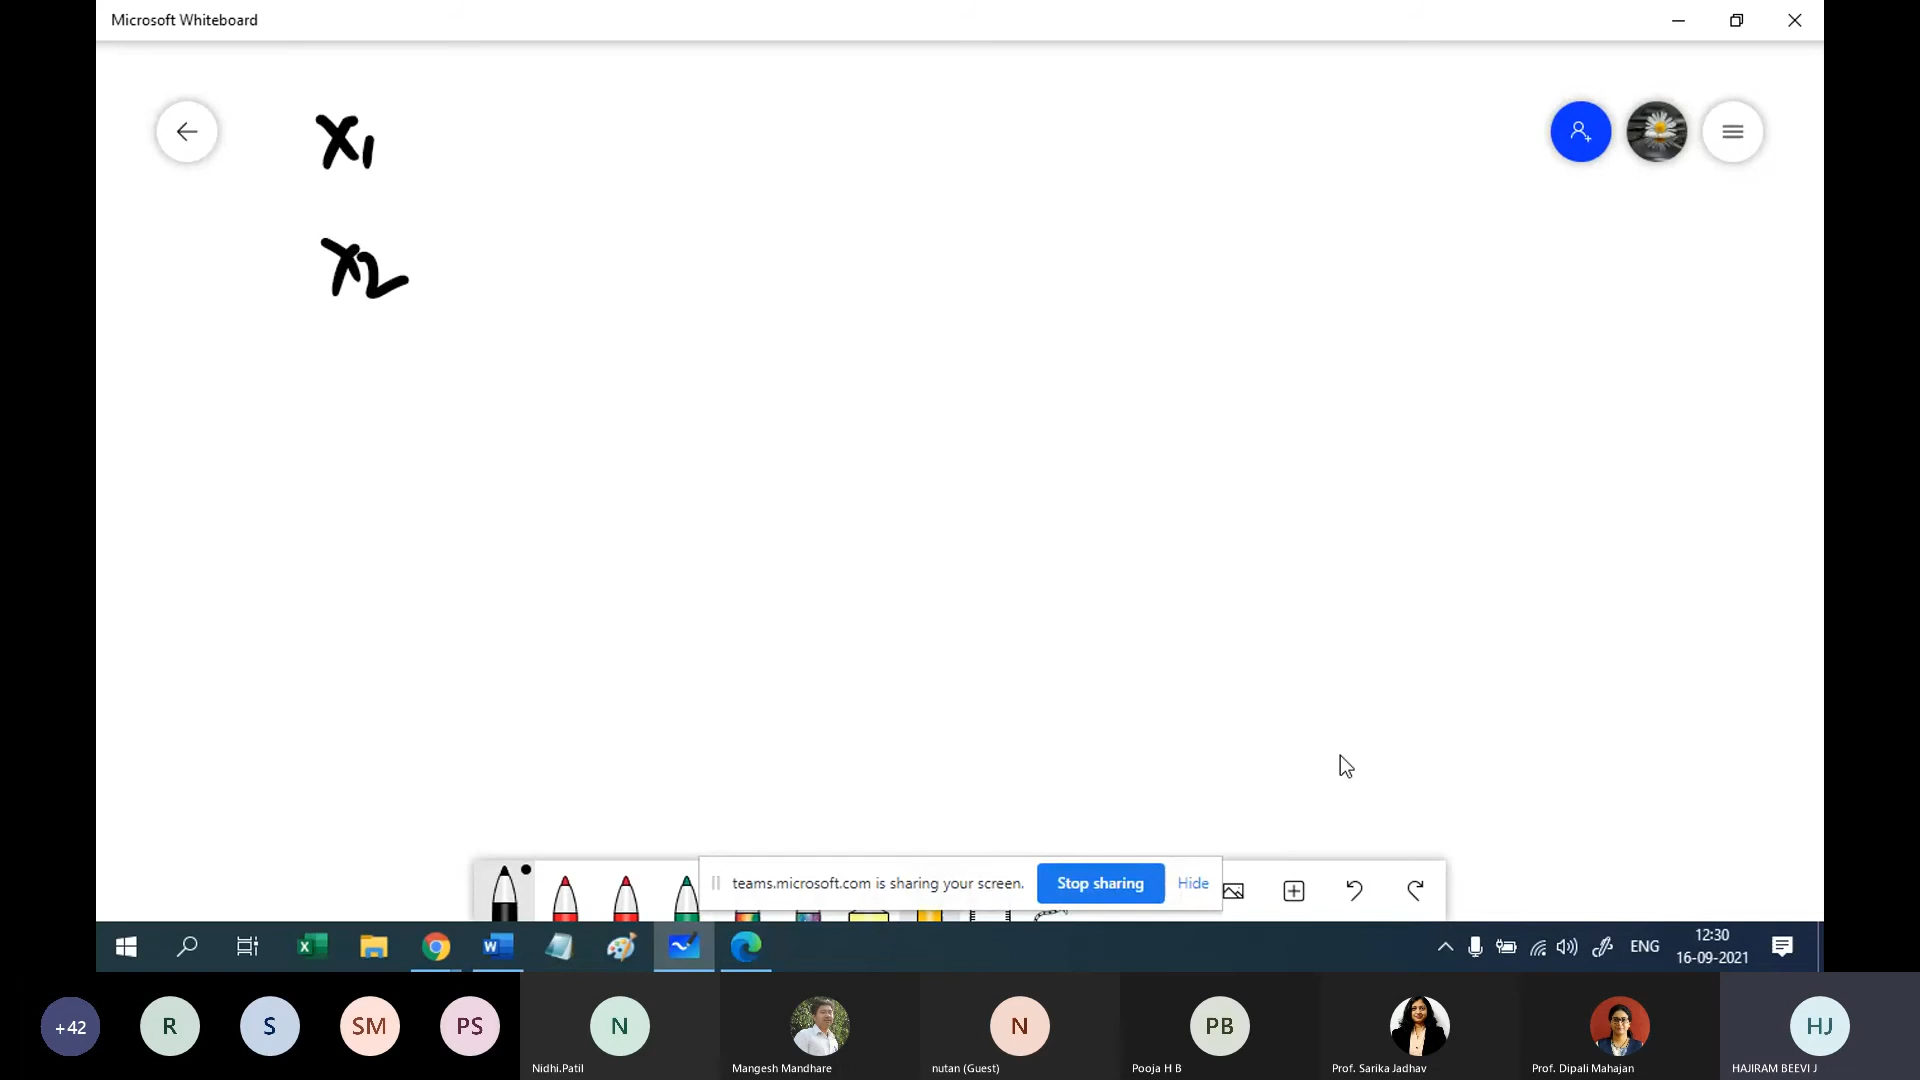 Microsoft Whiteboard
X1
X2
teams.microsoft.com is sharing your screen.
Stop sharing
Hide
ENG
12:30
16-09-2021
+42
R
S
SM
PS
N
Nidhi.Patil
Mangesh Mandhare
N
nutan (Guest)
PB
Pooja H B
Prof. Sarika Jadhav
Prof. Dipali Mahajan
HJ
HAJIRAM BEEVI J